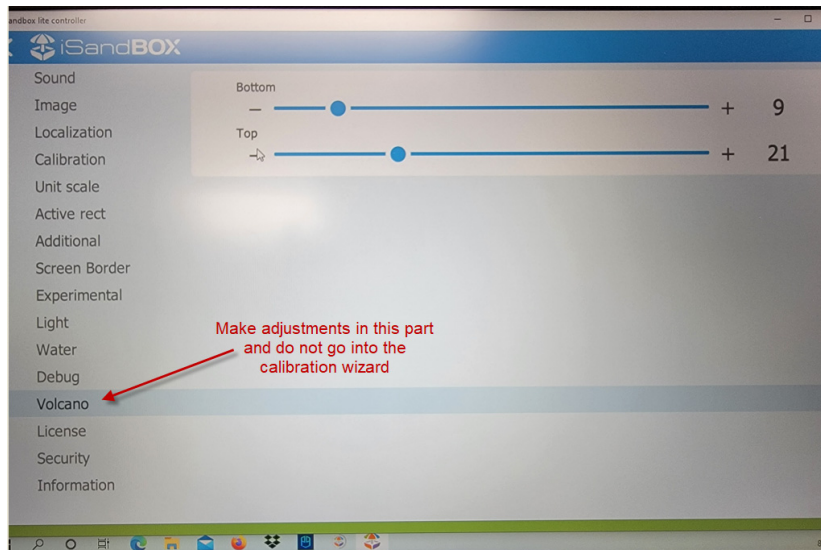 andbox lite controller
iSandBOX
Sound
Image
Localization
Calibration
Unit scale
Active rect
Additional
Screen Border
Experimental
Light
Water
Debug
Volcano
License
Security
Information
Bottom
− + 9
Top
− + 21
Make adjustments in this part
and do not go into the
calibration wizard